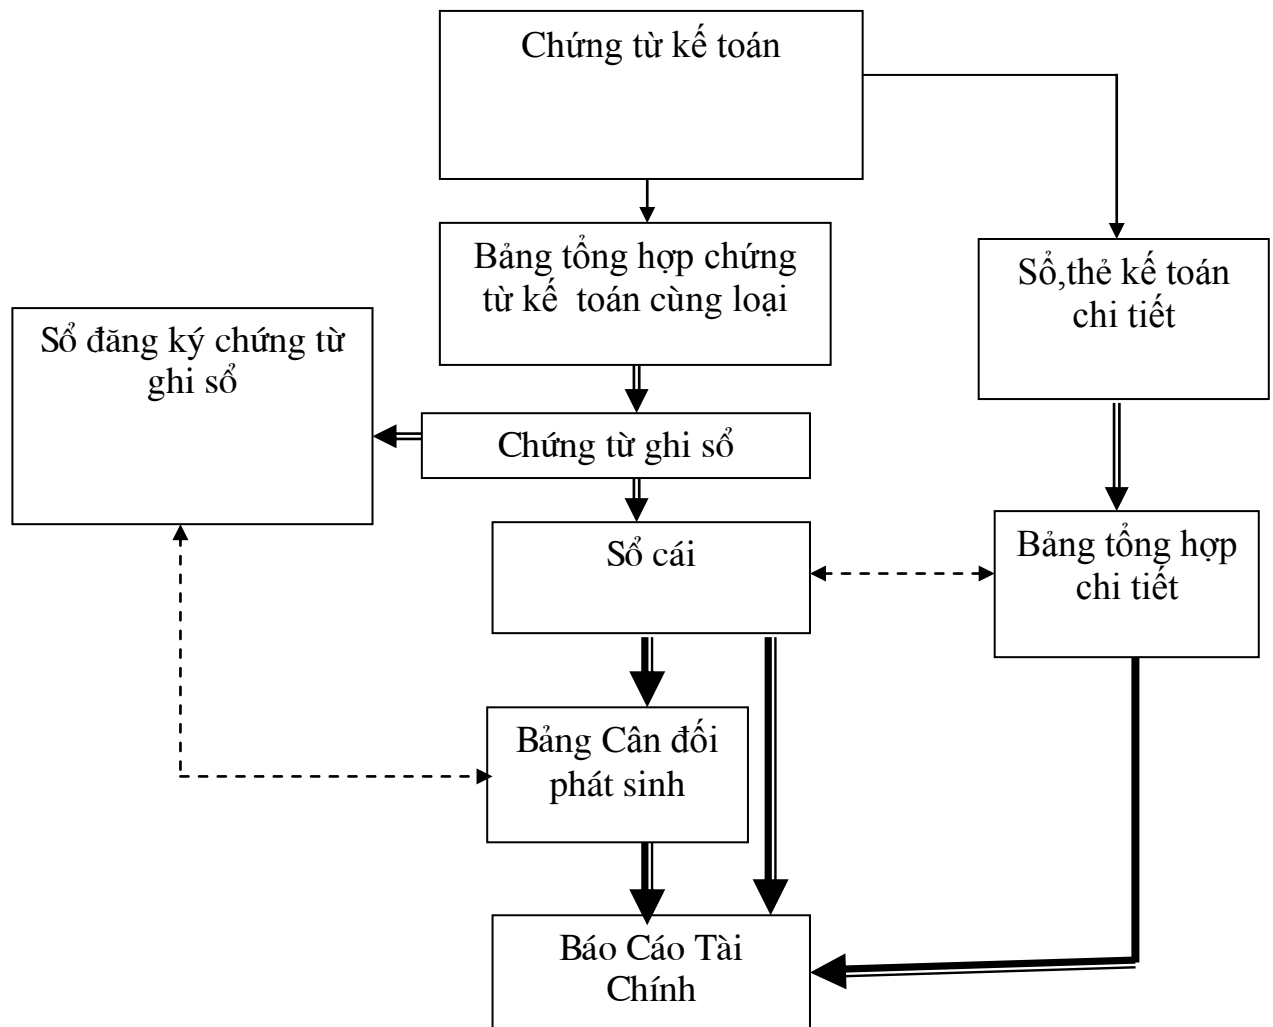 Chứng từ kế toán
Bảng tổng hợp chứng
từ kế toán cùng loại
Sổ,thẻ kế toán
chi tiết
Sổ đăng ký chứng từ
ghi sổ
Chứng từ ghi sổ
Sổ cái
Bảng tổng hợp
chi tiết
Bảng Cân đối
phát sinh
Báo Cáo Tài
Chính